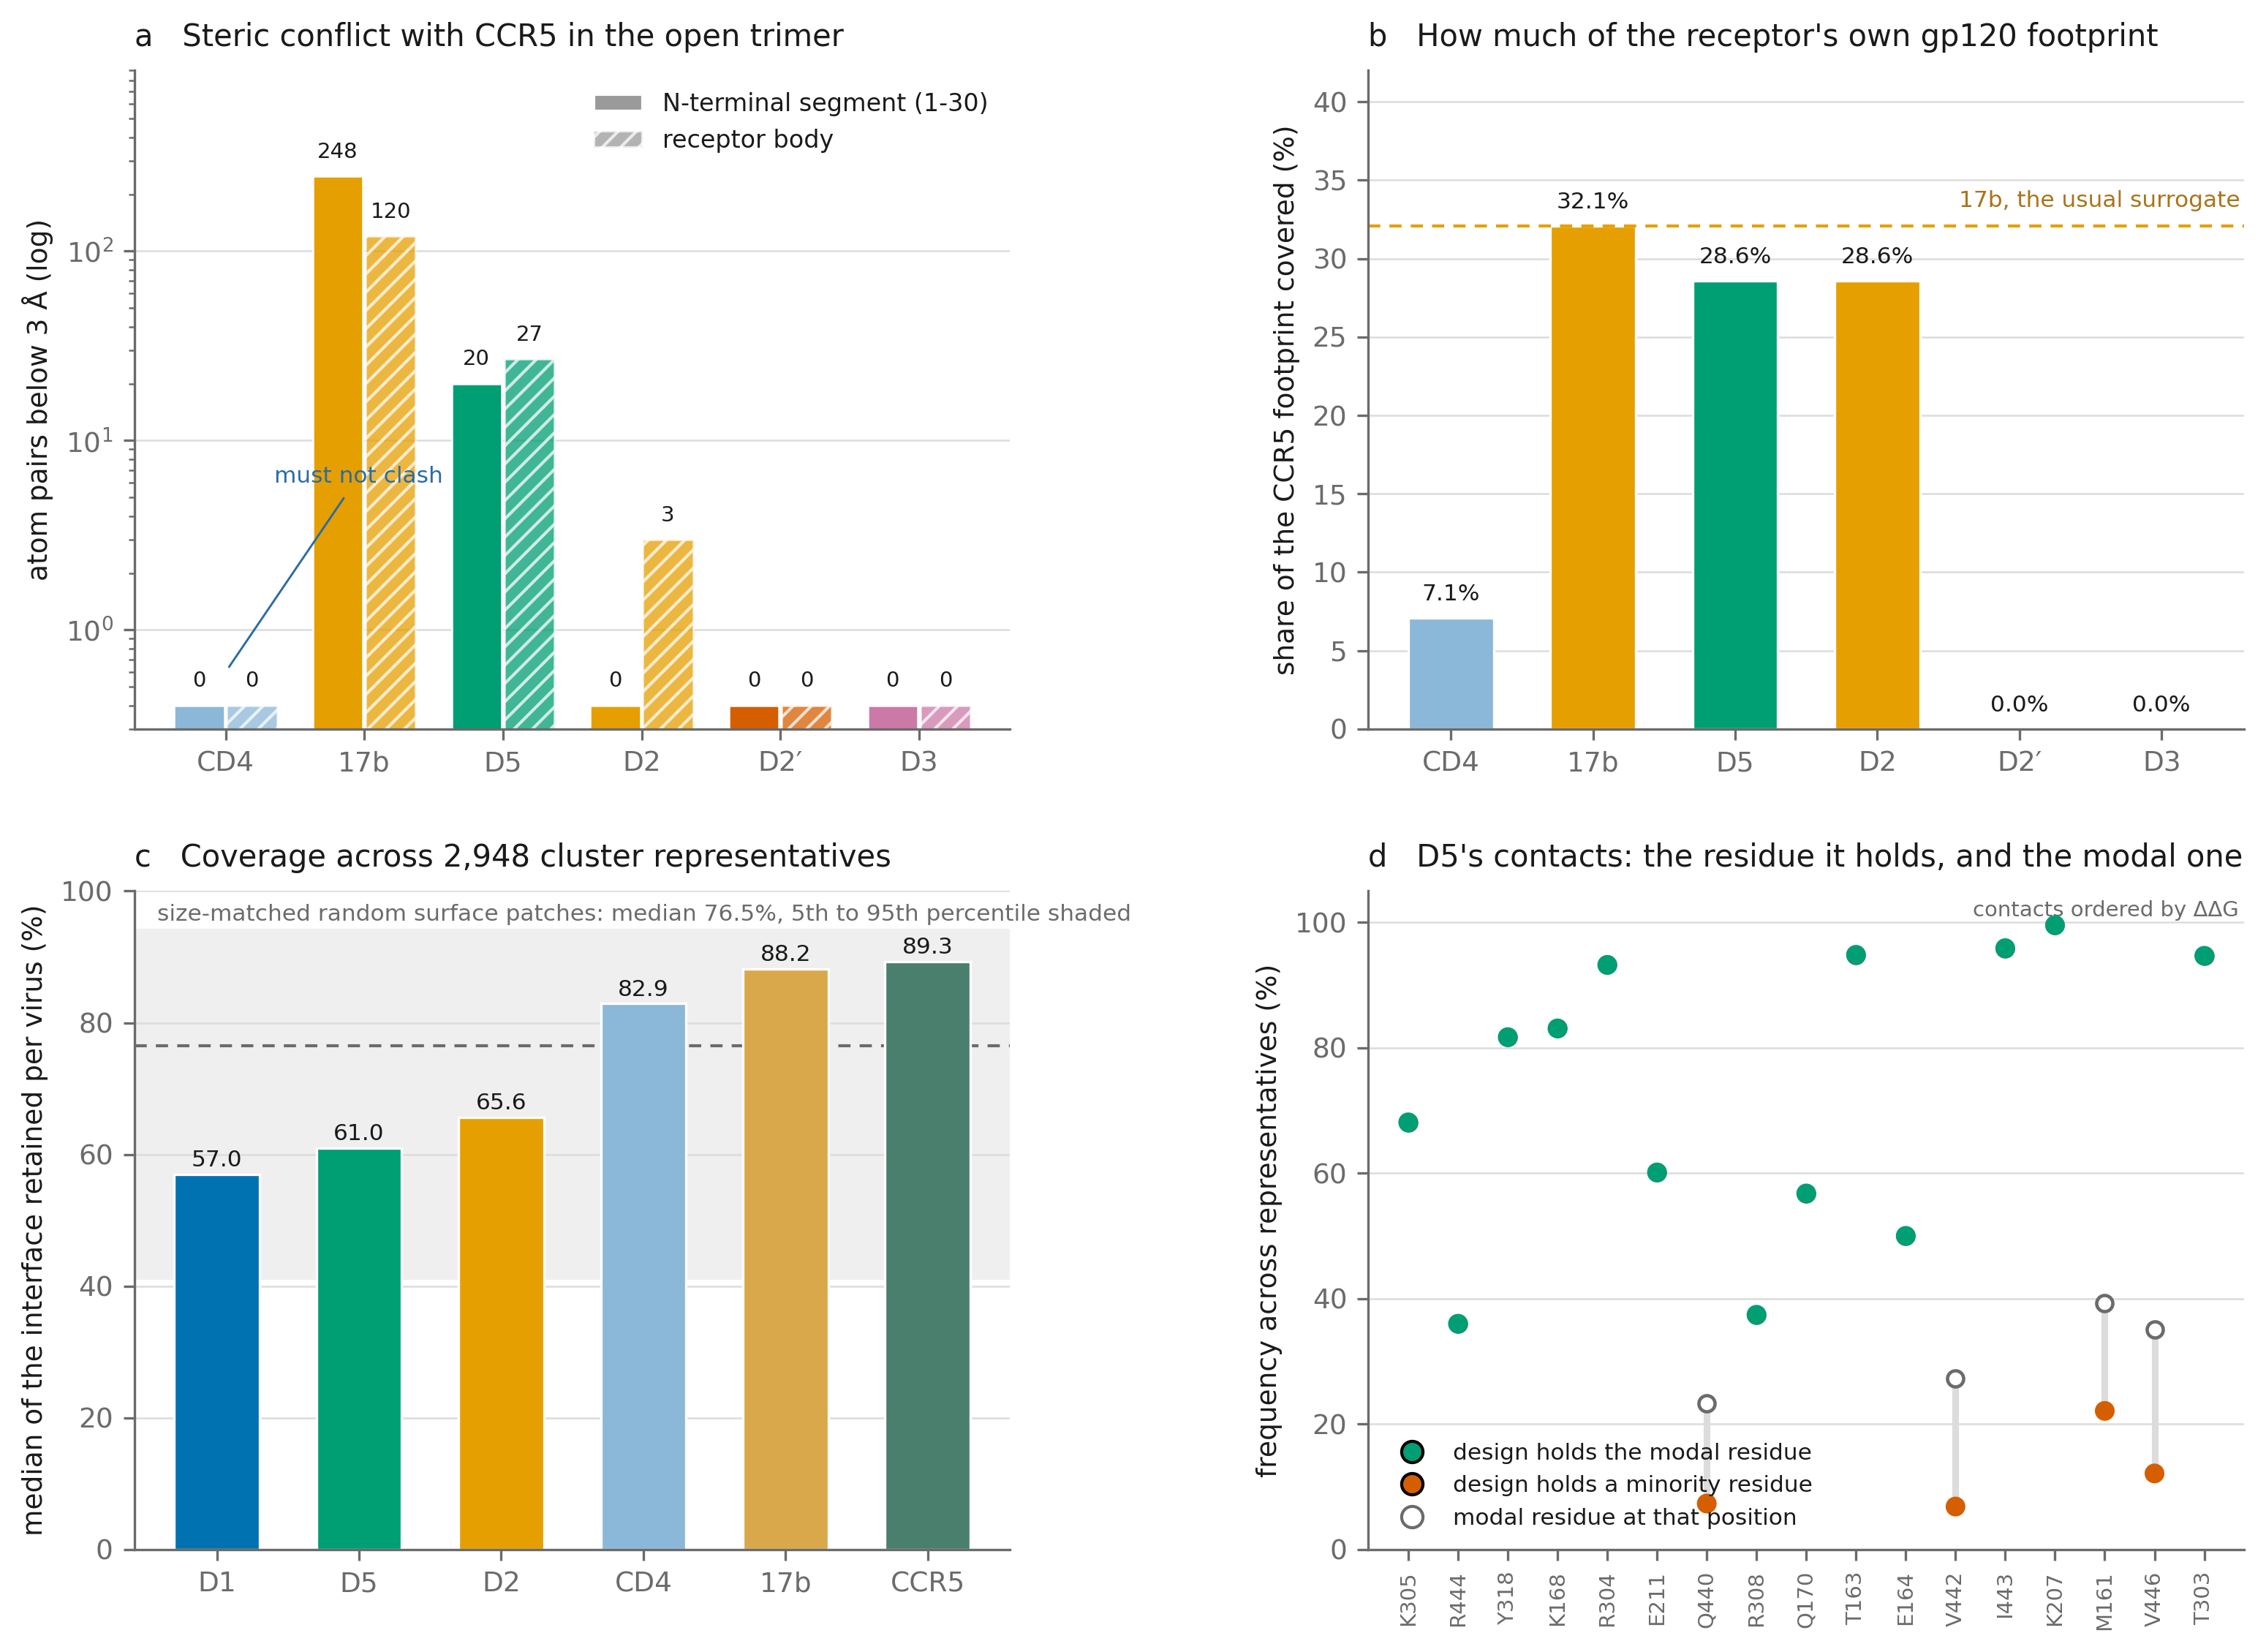 a Steric conflict with CCR5 in the open trimer
atom pairs below 3 Å (log)
10²
10¹
10⁰
N-terminal segment (1-30)
receptor body
248
120
20
27
must not clash
3
0 0 0 0 0 0 0
CD4 17b D5 D2 D2′ D3
b How much of the receptor's own gp120 footprint
share of the CCR5 footprint covered (%)
40
35
30
25
20
15
10
5
0
17b, the usual surrogate
32.1%
28.6% 28.6%
7.1%
0.0% 0.0%
CD4 17b D5 D2 D2′ D3
c Coverage across 2,948 cluster representatives
median of the interface retained per virus (%)
100
80
60
40
20
0
size-matched random surface patches: median 76.5%, 5th to 95th percentile shaded
57.0 61.0 65.6 82.9 88.2 89.3
D1 D5 D2 CD4 17b CCR5
d D5's contacts: the residue it holds, and the modal one
frequency across representatives (%)
100
80
60
40
20
0
contacts ordered by ΔΔG
design holds the modal residue
design holds a minority residue
modal residue at that position
K305 R444 Y318 K168 R304 E211 Q440 R308 Q170 T163 E164 V442 I443 K207 M161 V446 T303